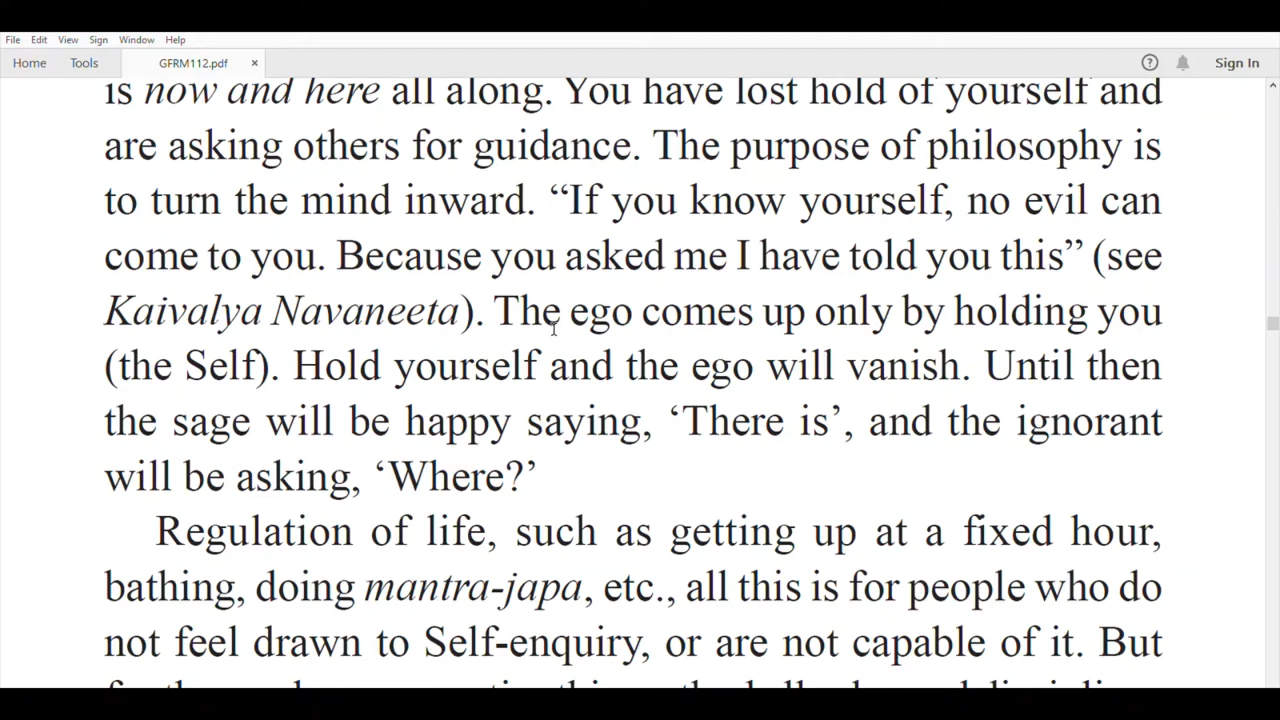 File Edit View Sign Window Help
Home Tools GFRM112.pdf × ? Sign In
is now and here all along. You have lost hold of yourself and
are asking others for guidance. The purpose of philosophy is
to turn the mind inward. “If you know yourself, no evil can
come to you. Because you asked me I have told you this” (see
Kaivalya Navaneeta). The ego comes up only by holding you
(the Self). Hold yourself and the ego will vanish. Until then
the sage will be happy saying, ‘There is’, and the ignorant
will be asking, ‘Where?’
Regulation of life, such as getting up at a fixed hour,
bathing, doing mantra-japa, etc., all this is for people who do
not feel drawn to Self-enquiry, or are not capable of it. But